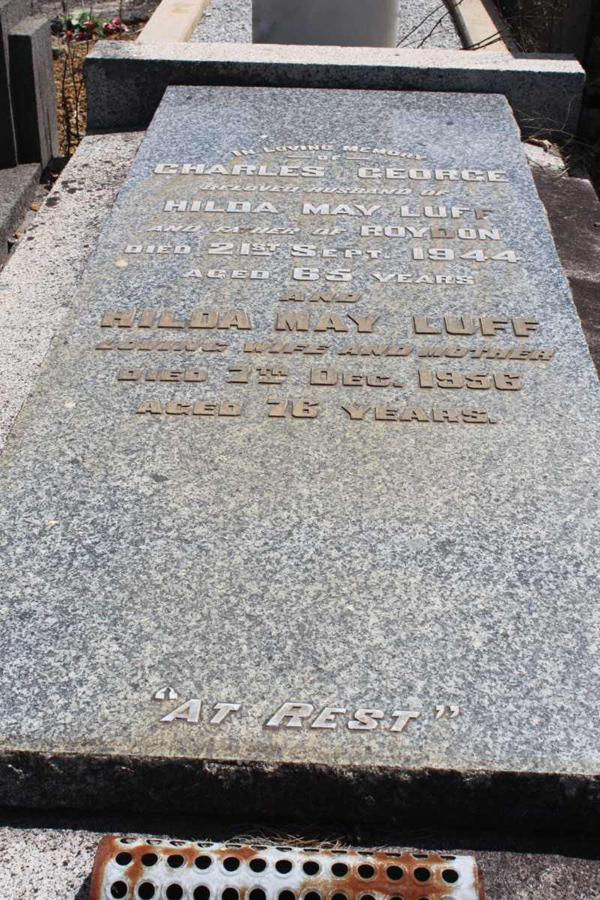 IN LOVING MEMORY
OF
CHARLES GEORGE
BELOVED HUSBAND OF
HILDA MAY LUFF
AND FATHER OF ROYDON
DIED 21ST SEPT. 1944
AGED 65 YEARS
AND
HILDA MAY LUFF
LOVING WIFE AND MOTHER
DIED 7TH DEC. 1956
AGED 76 YEARS.
"AT REST"